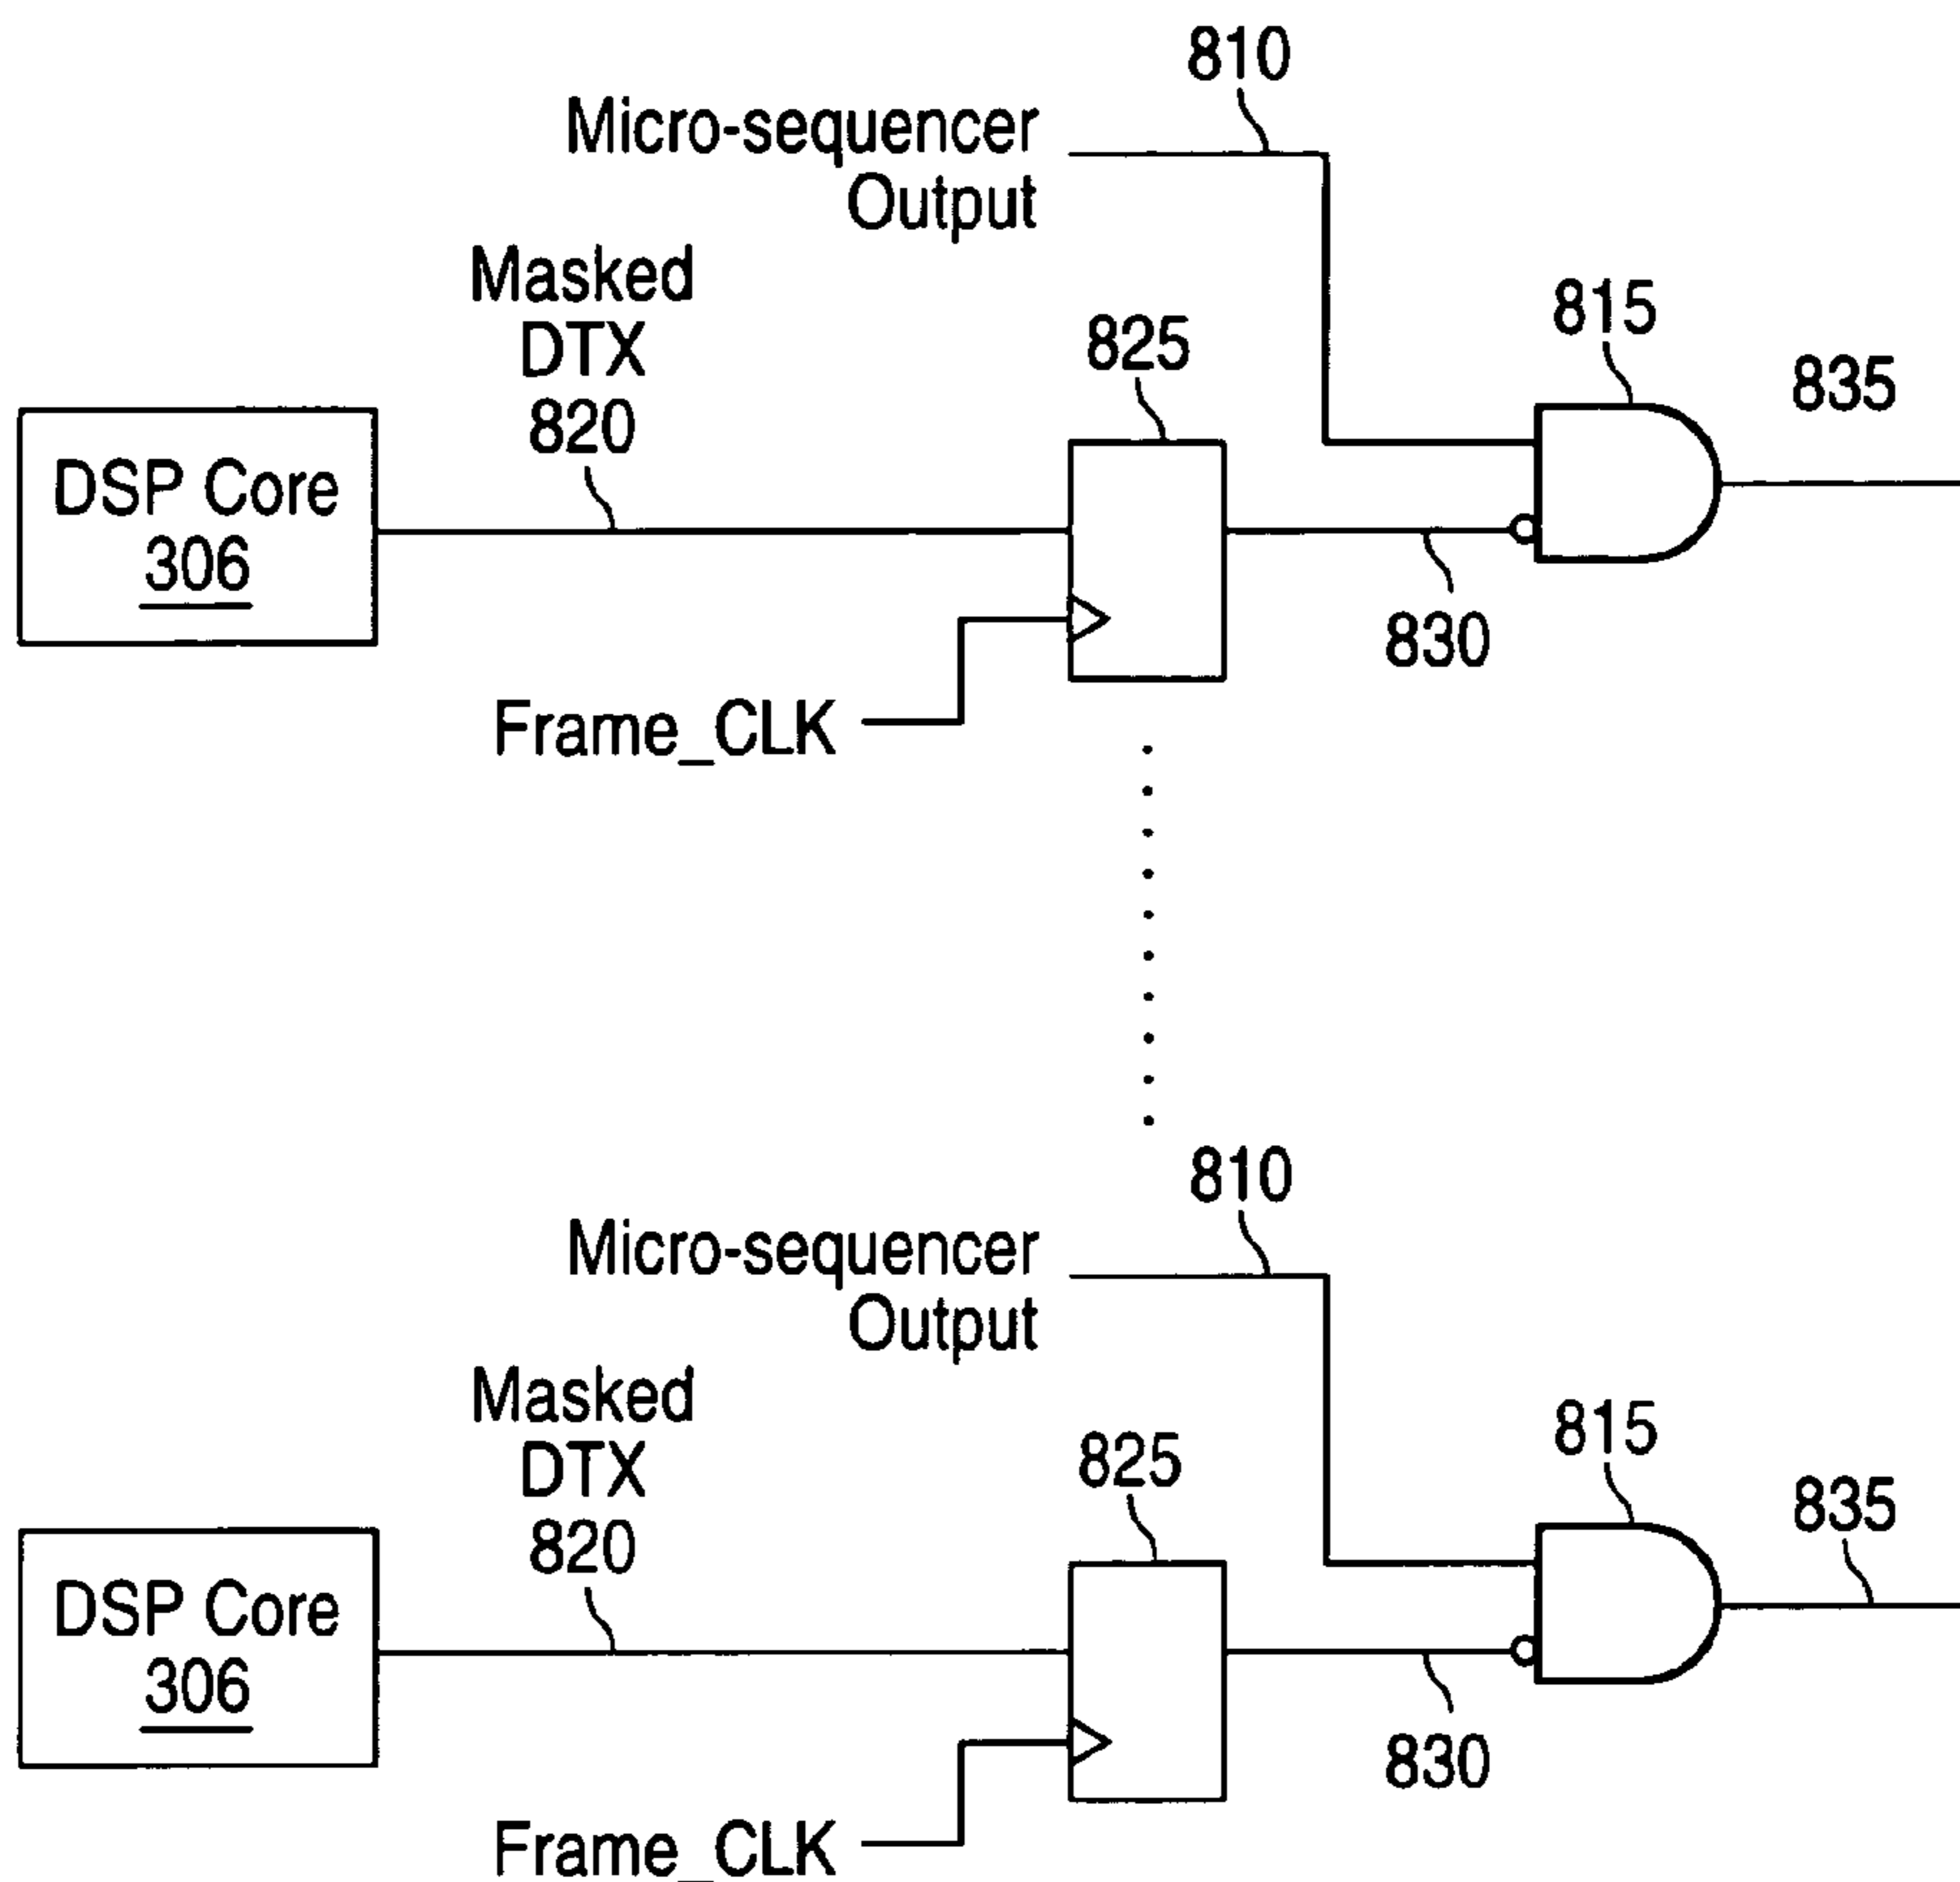 810
Micro-sequencer
Output
Masked
DTX
820
825
815
835
DSP Core
306
830
Frame_CLK
810
Micro-sequencer
Output
Masked
DTX
820
825
815
835
DSP Core
306
830
Frame_CLK